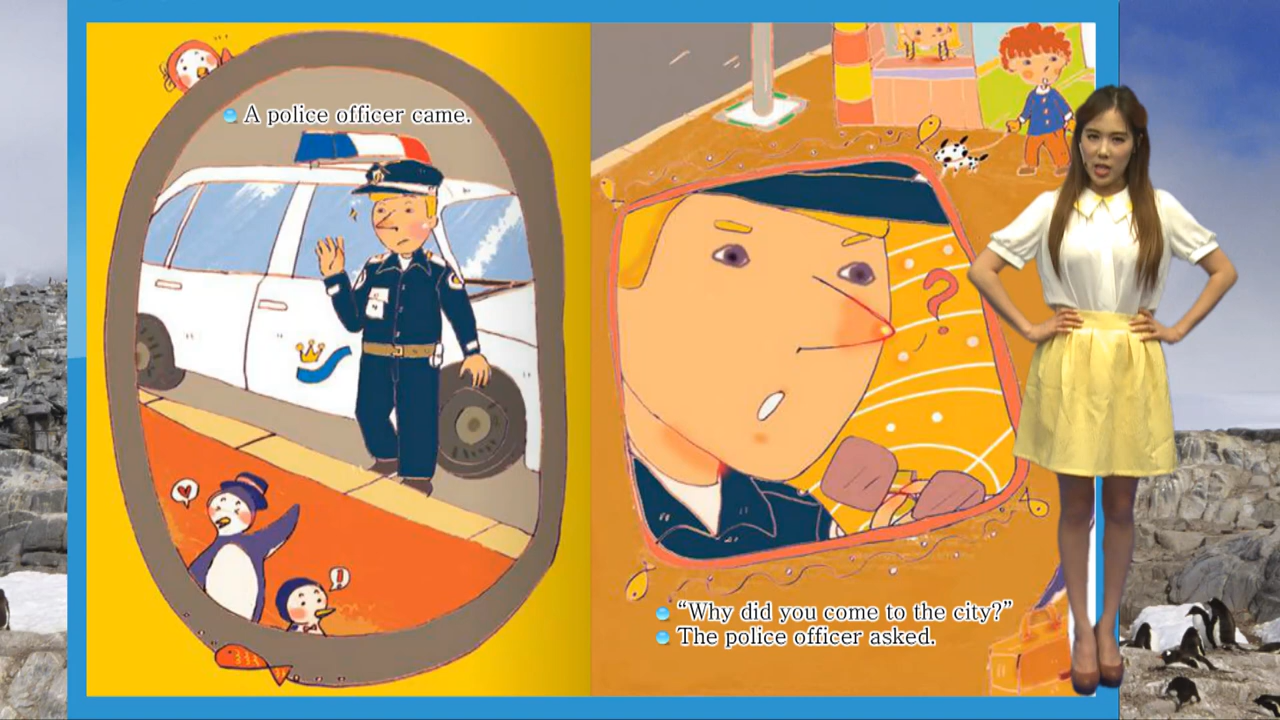 A police officer came.
“Why did you come to the city?”
The police officer asked.